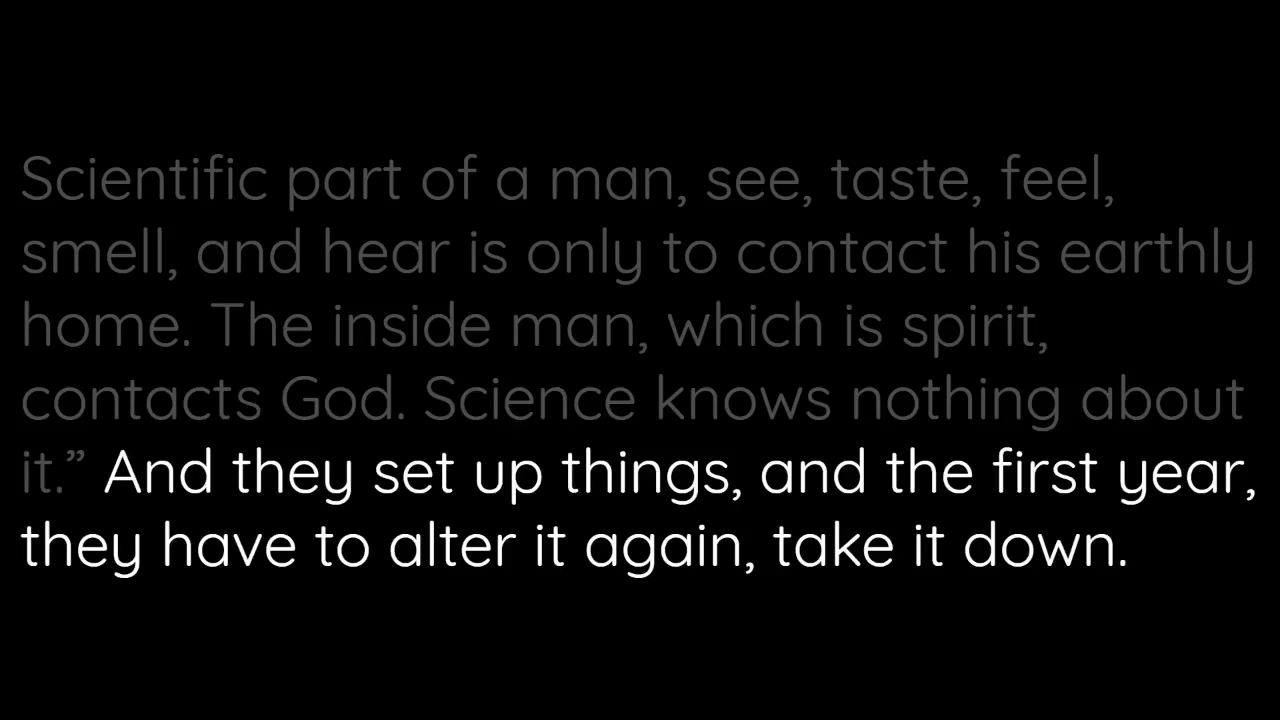 Scientific part of a man, see, taste, feel,
smell, and hear is only to contact his earthly
home. The inside man, which is spirit,
contacts God. Science knows nothing about
it.” And they set up things, and the first year,
they have to alter it again, take it down.